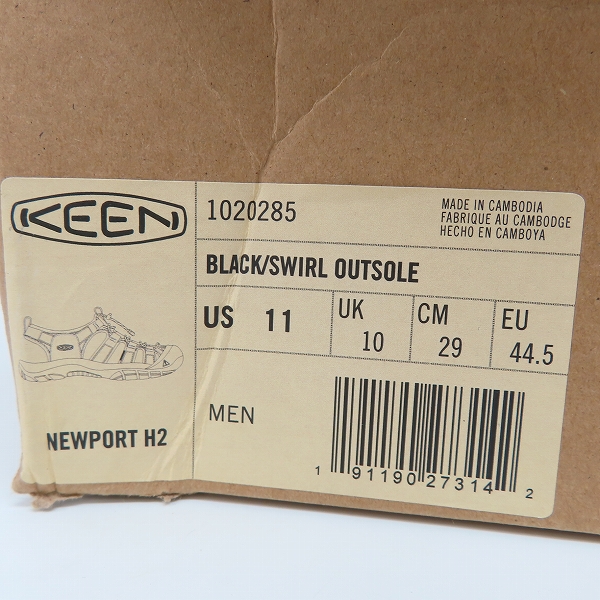 KEEN
1020285
MADE IN CAMBODIA
FABRIQUE AU CAMBODGE
HECHO EN CAMBOYA
BLACK/SWIRL OUTSOLE
US 11
UK 10
CM 29
EU 44.5
NEWPORT H2
MEN
1 91190 27314 2